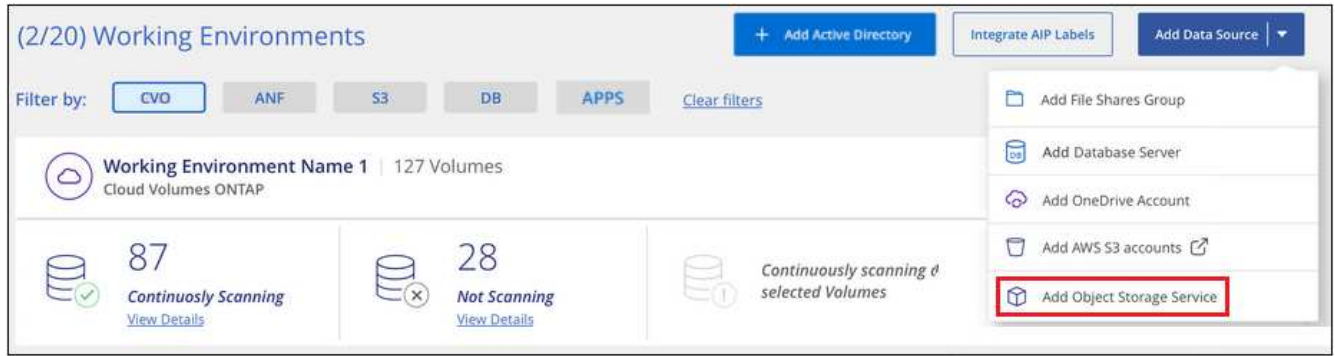 (2/20) Working Environments
+ Add Active Directory
Integrate AIP Labels
Add Data Source
Filter by:
CVO
ANF
S3
DB
APPS
Clear filters
Working Environment Name 1 | 127 Volumes
Cloud Volumes ONTAP
87
Continuosly Scanning
View Details
28
Not Scanning
View Details
Continuously scanning
selected Volumes
Add File Shares Group
DB
Add Database Server
Add OneDrive Account
Add AWS S3 accounts
Add Object Storage Service